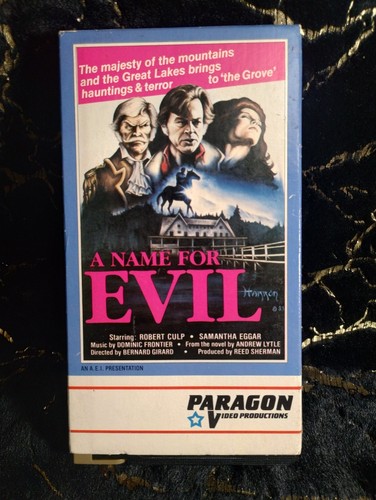 The majesty of the mountains
and the Great Lakes brings
hauntings & terror to 'the Grove'
A NAME FOR
EVIL
Starring: ROBERT CULP • SAMANTHA EGGAR
Music by DOMINIC FRONTIER • From the novel by ANDREW LYTLE
Directed by BERNARD GIRARD • Produced by REED SHERMAN
AN A.E.I. PRESENTATION
PARAGON
VIDEO PRODUCTIONS